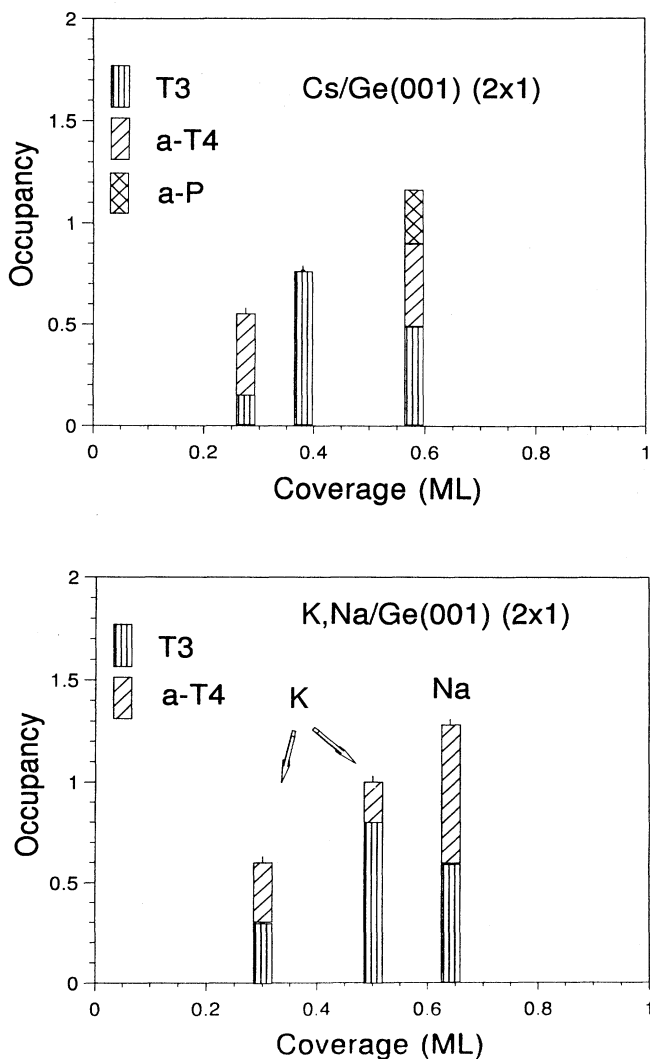 2
1.5
1
0.5
0
Occupancy
T3
a-T4
a-P
Cs/Ge(001) (2x1)
0
0.2
0.4
0.6
0.8
1
Coverage (ML)
2
1.5
1
0.5
0
Occupancy
T3
a-T4
K,Na/Ge(001) (2x1)
K
Na
0
0.2
0.4
0.6
0.8
1
Coverage (ML)